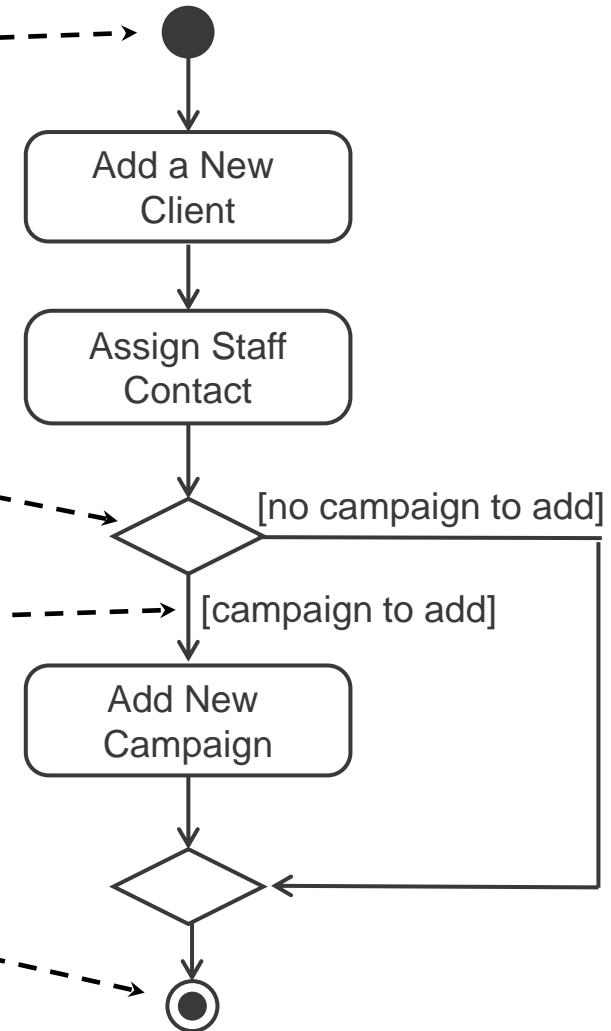 Add a New
Client
Assign Staff
Contact
[no campaign to add]
[campaign to add]
Add New
Campaign